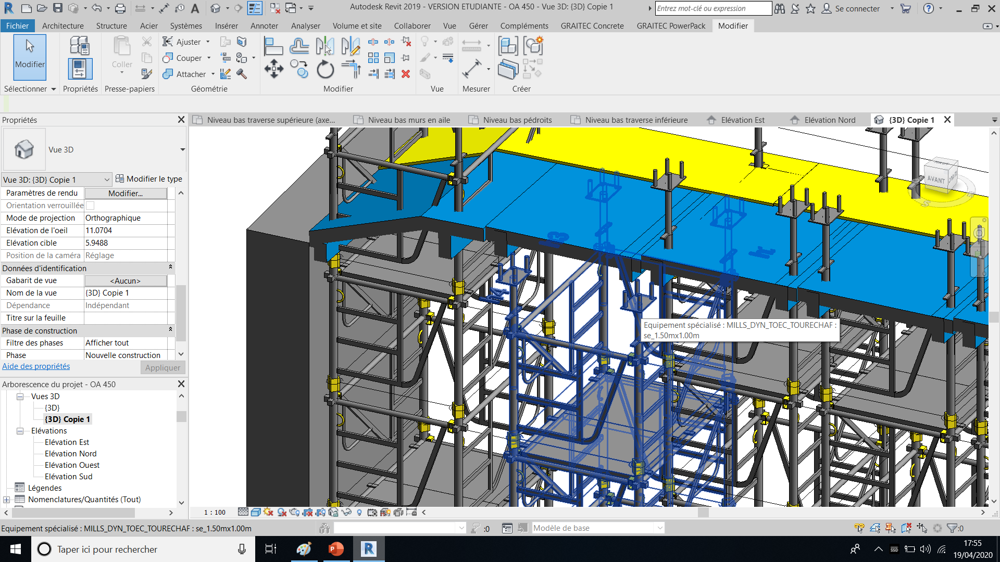 Autodesk Revit 2019 - VERSION ETUDIANTE - OA 450 - Vue 3D: {3D} Copie 1
Entrez mot-clé ou expression
Se connecter
Fichier Architecture Structure Acier Systèmes Insérer Annoter Analyser Volume et site Collaborer Vue Gérer Compléments GRAITEC Concrete GRAITEC PowerPack Modifier
Modifier
Coller
Ajuster
Couper
Attacher
Sélectionner Propriétés Presse-papiers Géométrie Modifier Vue Mesurer Créer
Propriétés
Niveau bas traverse supérieure (axe... Niveau bas murs en aile Niveau bas pédroits Niveau bas traverse inférieure Elévation Est Elévation Nord {3D} Copie 1
Vue 3D
Vue 3D: {3D} Copie 1
Modifier le type
Paramètres de rendu Modifier...
Orientation verrouillée
Mode de projection Orthographique
Elévation de l'oeil 11.0704
Elévation cible 5.9488
Position de la caméra Réglage
Données d'identification
Gabarit de vue <Aucun>
Nom de la vue {3D} Copie 1
Dépendance Indépendant
Titre sur la feuille
Phase de construction
Filtre des phases Afficher tout
Phase Nouvelle construction
Aide des propriétés
Appliquer
AVANT
S
Equipement spécialisé : MILLS_DYN_TOEC_TOURECHAF :
se_1.50mx1.00m
Arborescence du projet - OA 450
Vues 3D
{3D}
{3D} Copie 1
Elévations
Elévation Est
Elévation Nord
Elévation Ouest
Elévation Sud
Légendes
Nomenclatures/Quantités (Tout)
1 : 100
Equipement spécialisé : MILLS_DYN_TOEC_TOURECHAF : se_1.50mx1.00m
:0
Modèle de base
:0
Taper ici pour rechercher
SSD
17:55
19/04/2020